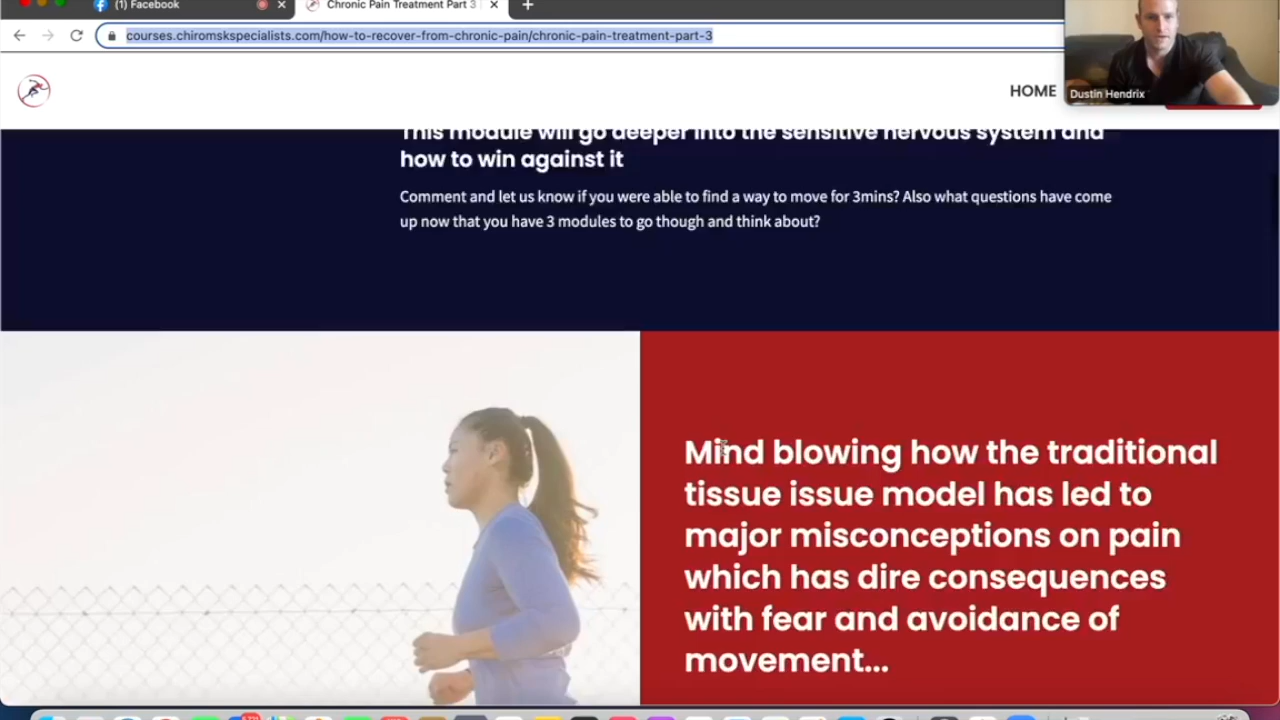 (1) Facebook
Chronic Pain Treatment Part 3
courses.chiromskspecialists.com/how-to-recover-from-chronic-pain/chronic-pain-treatment-part-3
HOME
Dustin Hendrix
This module will go deeper into the sensitive nervous system and
how to win against it
Comment and let us know if you were able to find a way to move for 3mins? Also what questions have come
up now that you have 3 modules to go though and think about?
Mind blowing how the traditional
tissue issue model has led to
major misconceptions on pain
which has dire consequences
with fear and avoidance of
movement...